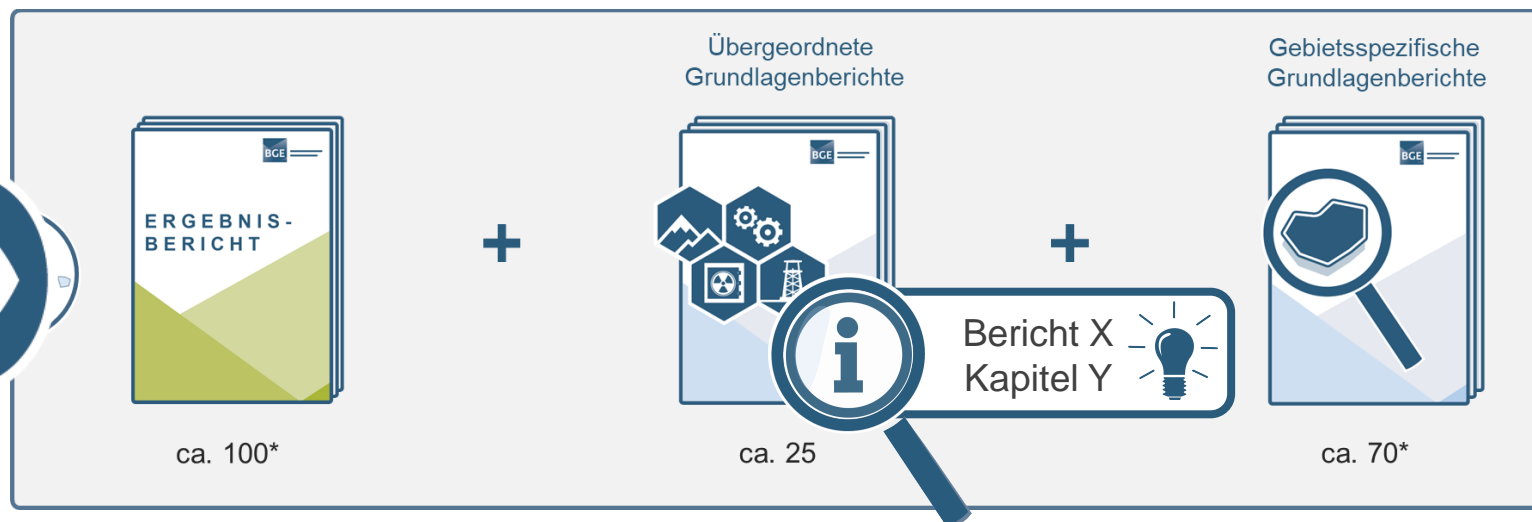 Übergeordnete
Grundlagenberichte
Gebietsspezifische
Grundlagenberichte
BGE
ERGEBNIS-
BERICHT
BGE
BGE
+
+
i
Bericht X
Kapitel Y
ca. 100*
ca. 25
ca. 70*